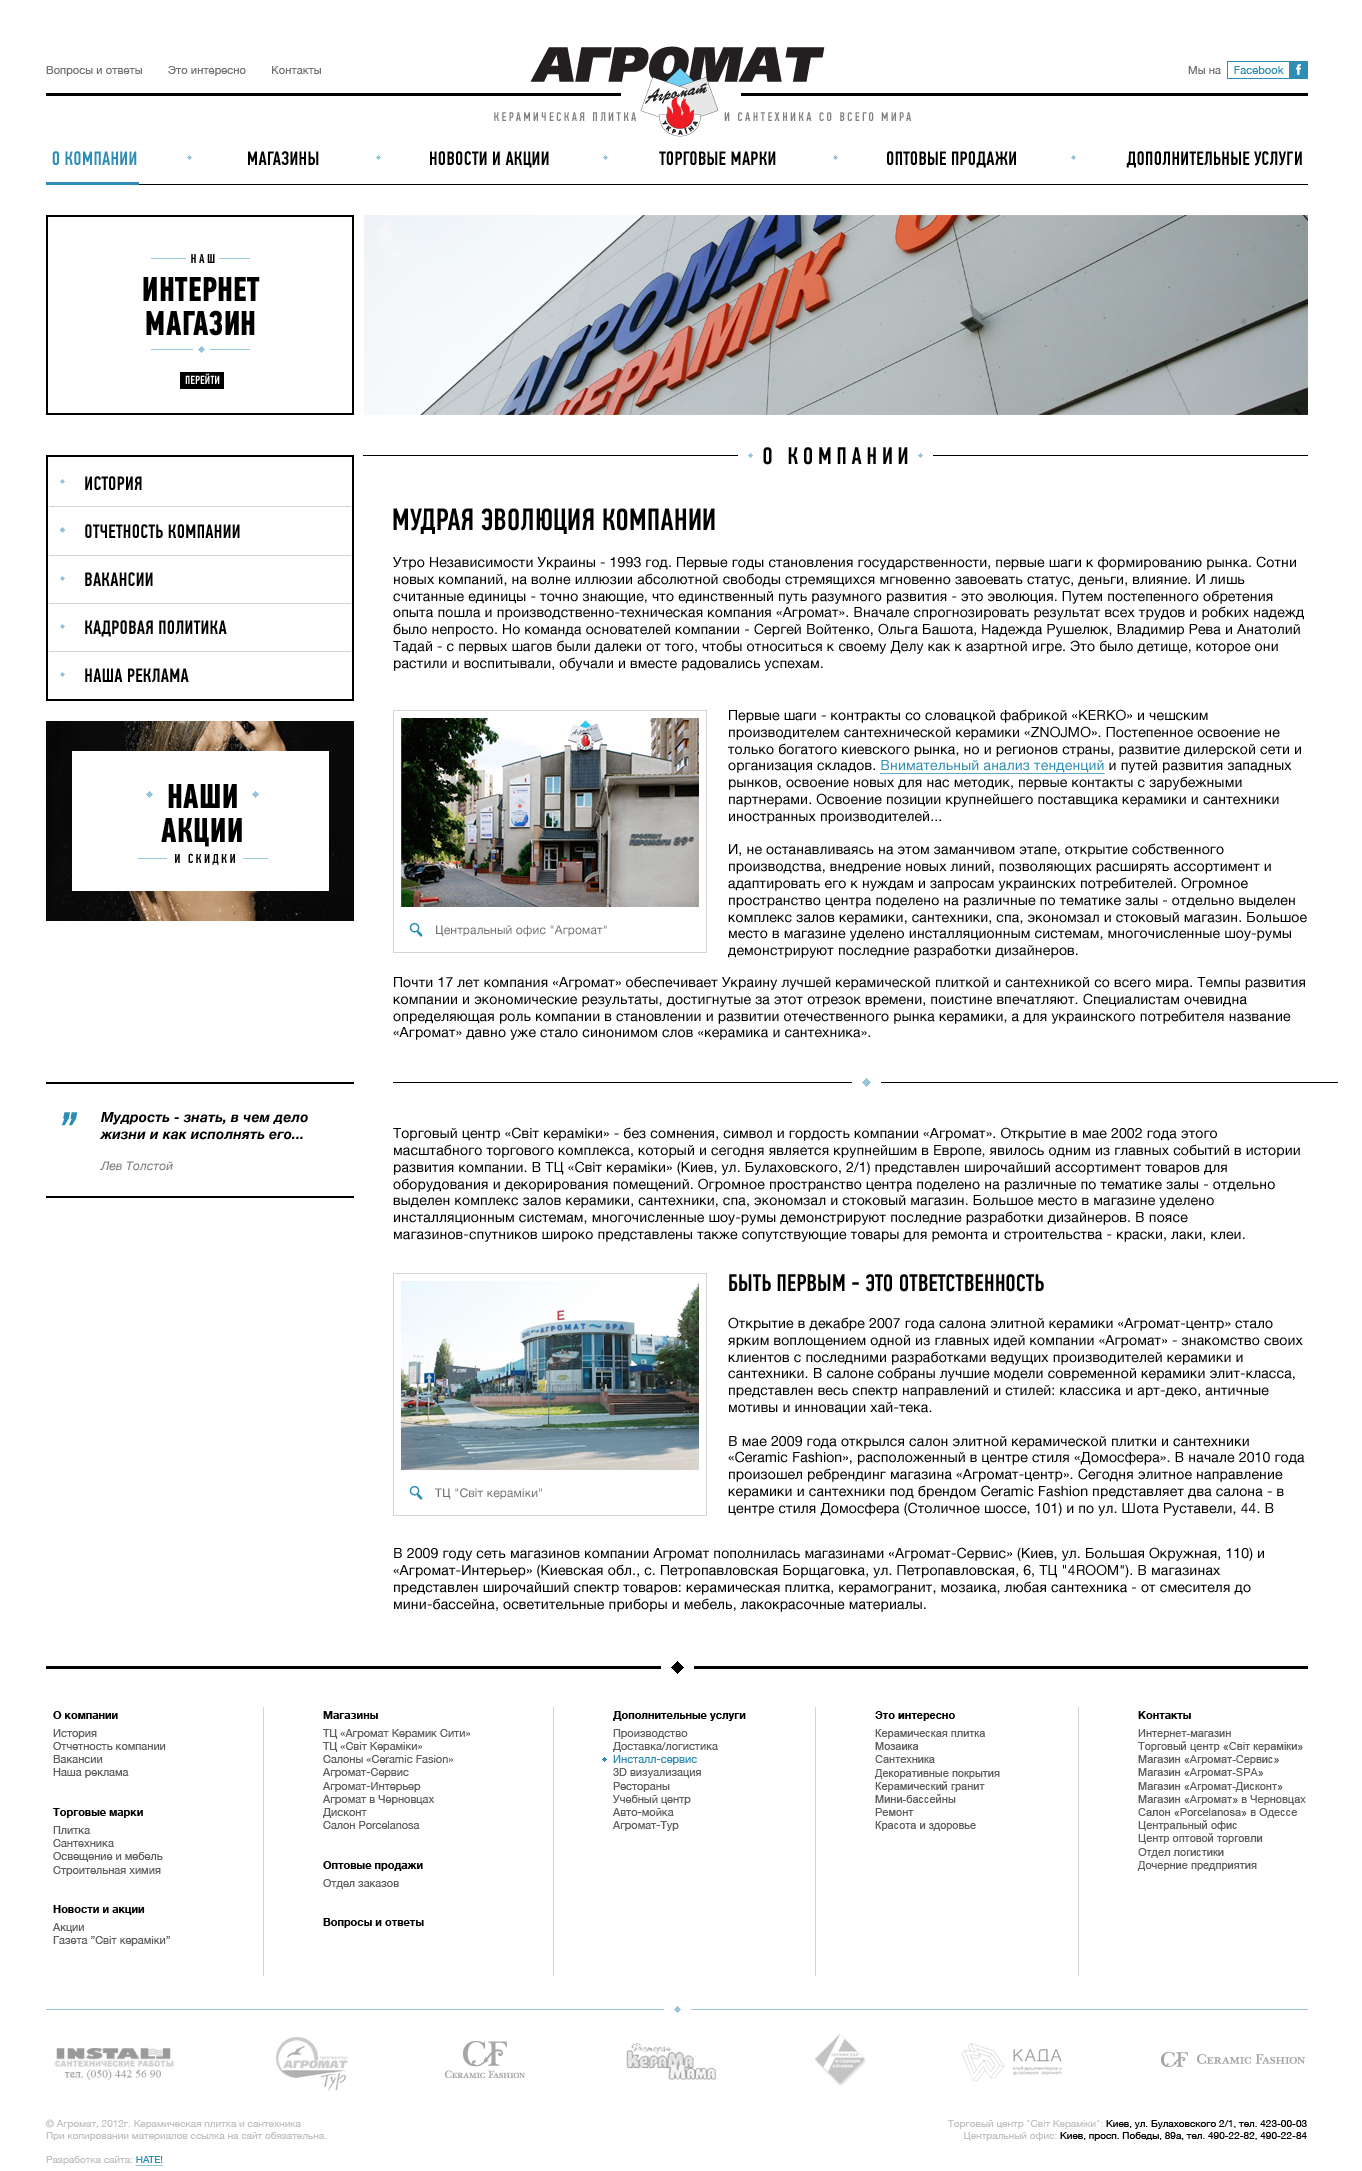 Вопросы и ответы
Это интересно
Контакты
АГРОМАТ
Агромат
УКРАЇНА
Мы на Facebook f
КЕРАМИЧЕСКАЯ ПЛИТКА И САНТЕХНИКА СО ВСЕГО МИРА
О КОМПАНИИ
МАГАЗИНЫ
НОВОСТИ И АКЦИИ
ТОРГОВЫЕ МАРКИ
ОПТОВЫЕ ПРОДАЖИ
ДОПОЛНИТЕЛЬНЫЕ УСЛУГИ
НАШ
ИНТЕРНЕТ
МАГАЗИН
ПЕРЕЙТИ
АГРОМАТ
КЕРАМІК
О КОМПАНИИ
ИСТОРИЯ
ОТЧЕТНОСТЬ КОМПАНИИ
ВАКАНСИИ
КАДРОВАЯ ПОЛИТИКА
НАША РЕКЛАМА
НАШИ
АКЦИИ
И СКИДКИ
МУДРАЯ ЭВОЛЮЦИЯ КОМПАНИИ
Утро Независимости Украины - 1993 год. Первые годы становления государственности, первые шаги к формированию рынка. Сотни
новых компаний, на волне иллюзии абсолютной свободы стремящихся мгновенно завоевать статус, деньги, влияние. И лишь
считанные единицы - точно знающие, что единственный путь разумного развития - это эволюция. Путем постепенного обретения
опыта пошла и производственно-техническая компания «Агромат». Вначале спрогнозировать результат всех трудов и робких надежд
было непросто. Но команда основателей компании - Сергей Войтенко, Ольга Башота, Надежда Рушелюк, Владимир Рева и Анатолий
Тадай - с первых шагов были далеки от того, чтобы относиться к своему Делу как к азартной игре. Это было детище, которое они
растили и воспитывали, обучали и вместе радовались успехам.
Центральный офис "Агромат"
Первые шаги - контракты со словацкой фабрикой «KERKO» и чешским
производителем сантехнической керамики «ZNOJMO». Постепенное освоение не
только богатого киевского рынка, но и регионов страны, развитие дилерской сети и
организация складов. Внимательный анализ тенденций и путей развития западных
рынков, освоение новых для нас методик, первые контакты с зарубежными
партнерами. Освоение позиции крупнейшего поставщика керамики и сантехники
иностранных производителей...
И, не останавливаясь на этом заманчивом этапе, открытие собственного
производства, внедрение новых линий, позволяющих расширять ассортимент и
адаптировать его к нуждам и запросам украинских потребителей. Огромное
пространство центра поделено на различные по тематике залы - отдельно выделен
комплекс залов керамики, сантехники, спа, экономзал и стоковый магазин. Большое
место в магазине уделено инсталляционным системам, многочисленные шоу-румы
демонстрируют последние разработки дизайнеров.
Почти 17 лет компания «Агромат» обеспечивает Украину лучшей керамической плиткой и сантехникой со всего мира. Темпы развития
компании и экономические результаты, достигнутые за этот отрезок времени, поистине впечатляют. Специалистам очевидна
определяющая роль компании в становлении и развитии отечественного рынка керамики, а для украинского потребителя название
«Агромат» давно уже стало синонимом слов «керамика и сантехника».
Мудрость - знать, в чем дело
жизни и как исполнять его...
Лев Толстой
Торговый центр «Світ кераміки» - без сомнения, символ и гордость компании «Агромат». Открытие в мае 2002 года этого
масштабного торгового комплекса, который и сегодня является крупнейшим в Европе, явилось одним из главных событий в истории
развития компании. В ТЦ «Світ кераміки» (Киев, ул. Булаховского, 2/1) представлен широчайший ассортимент товаров для
оборудования и декорирования помещений. Огромное пространство центра поделено на различные по тематике залы - отдельно
выделен комплекс залов керамики, сантехники, спа, экономзал и стоковый магазин. Большое место в магазине уделено
инсталляционным системам, многочисленные шоу-румы демонстрируют последние разработки дизайнеров. В поясе
магазинов-спутников широко представлены также сопутствующие товары для ремонта и строительства - краски, лаки, клеи.
E
АГРОМАТ SPA
ТЦ "Світ кераміки"
БЫТЬ ПЕРВЫМ - ЭТО ОТВЕТСТВЕННОСТЬ
Открытие в декабре 2007 года салона элитной керамики «Агромат-центр» стало
ярким воплощением одной из главных идей компании «Агромат» - знакомство своих
клиентов с последними разработками ведущих производителей керамики и
сантехники. В салоне собраны лучшие модели современной керамики элит-класса,
представлен весь спектр направлений и стилей: классика и арт-деко, античные
мотивы и инновации хай-тека.
В мае 2009 года открылся салон элитной керамической плитки и сантехники
«Ceramic Fashion», расположенный в центре стиля «Домосфера». В начале 2010 года
произошел ребрендинг магазина «Агромат-центр». Сегодня элитное направление
керамики и сантехники под брендом Ceramic Fashion представляет два салона - в
центре стиля Домосфера (Столичное шоссе, 101) и по ул. Шота Руставели, 44. В
В 2009 году сеть магазинов компании Агромат пополнилась магазинами «Агромат-Сервис» (Киев, ул. Большая Окружная, 110) и
«Агромат-Интерьер» (Киевская обл., с. Петропавловская Борщаговка, ул. Петропавловская, 6, ТЦ "4ROOM"). В магазинах
представлен широчайший спектр товаров: керамическая плитка, керамогранит, мозаика, любая сантехника - от смесителя до
мини-бассейна, осветительные приборы и мебель, лакокрасочные материалы.
О компании
История
Отчетность компании
Вакансии
Наша реклама
Торговые марки
Плитка
Сантехника
Освещение и мебель
Строительная химия
Новости и акции
Акции
Газета ”Світ кераміки”
Магазины
ТЦ «Агромат Керамик Сити»
ТЦ «Світ Кераміки»
Салоны «Ceramic Fasion»
Агромат-Сервис
Агромат-Интерьер
Агромат в Черновцах
Дисконт
Салон Porcelanosa
Оптовые продажи
Отдел заказов
Вопросы и ответы
Дополнительные услуги
Производство
Доставка/логистика
Инсталл-сервис
3D визуализация
Рестораны
Учебный центр
Авто-мойка
Агромат-Тур
Это интересно
Керамическая плитка
Мозаика
Сантехника
Декоративные покрытия
Керамический гранит
Мини-бассейны
Ремонт
Красота и здоровье
Контакты
Интернет-магазин
Торговый центр «Світ кераміки»
Магазин «Агромат-Сервис»
Магазин «Агромат-SPA»
Магазин «Агромат-Дисконт»
Магазин «Агромат» в Черновцах
Салон «Porcelanosa» в Одессе
Центральный офис
Центр оптовой торговли
Отдел логистики
Дочерние предприятия
INSTALL
САНТЕХНИЧЕСКИЕ РАБОТЫ
тел. (050) 442 56 90
АГРОМАТ
ТУР
CF
CERAMIC FASHION
Ресторан
КераМа
Мама
КАДА
CF CERAMIC FASHION
© Агромат, 2012г. Керамическая плитка и сантехника
При копировании материалов ссылка на сайт обязательна.
Разработка сайта: HATE!
Торговый центр "Світ Кераміки": Киев, ул. Булаховского 2/1, тел. 423-00-03
Центральный офис: Киев, просп. Победы, 89а, тел. 490-22-82, 490-22-84